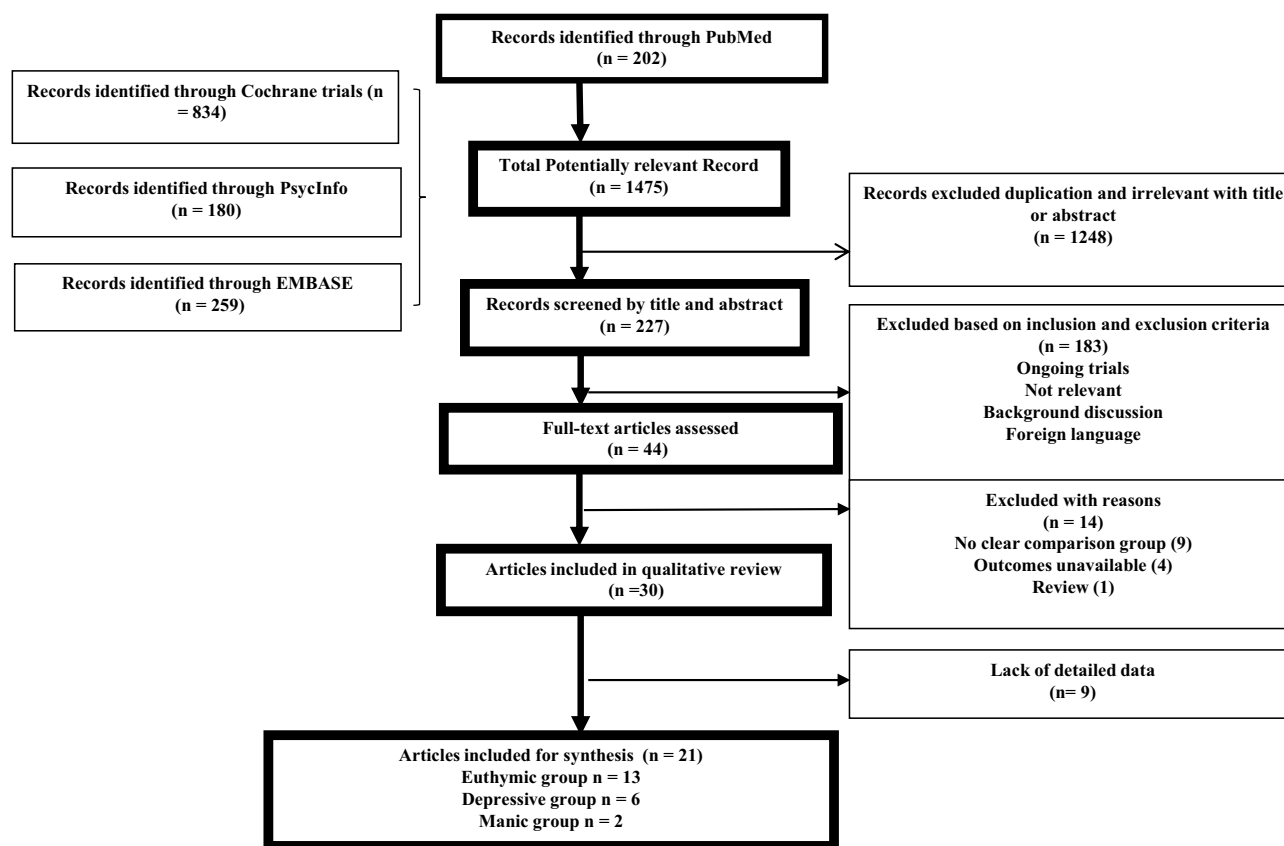 Records identified through PubMed
(n = 202)
Records identified through Cochrane trials (n
= 834)
Records identified through PsycInfo
(n = 180)
Records identified through EMBASE
(n = 259)
Total Potentially relevant Record
(n = 1475)
Records excluded duplication and irrelevant with title
or abstract
(n = 1248)
Records screened by title and abstract
(n = 227)
Excluded based on inclusion and exclusion criteria
(n = 183)
Ongoing trials
Not relevant
Background discussion
Foreign language
Full-text articles assessed
(n = 44)
Excluded with reasons
(n = 14)
No clear comparison group (9)
Outcomes unavailable (4)
Review (1)
Articles included in qualitative review
(n =30)
Lack of detailed data
(n= 9)
Articles included for synthesis (n = 21)
Euthymic group n = 13
Depressive group n = 6
Manic group n = 2